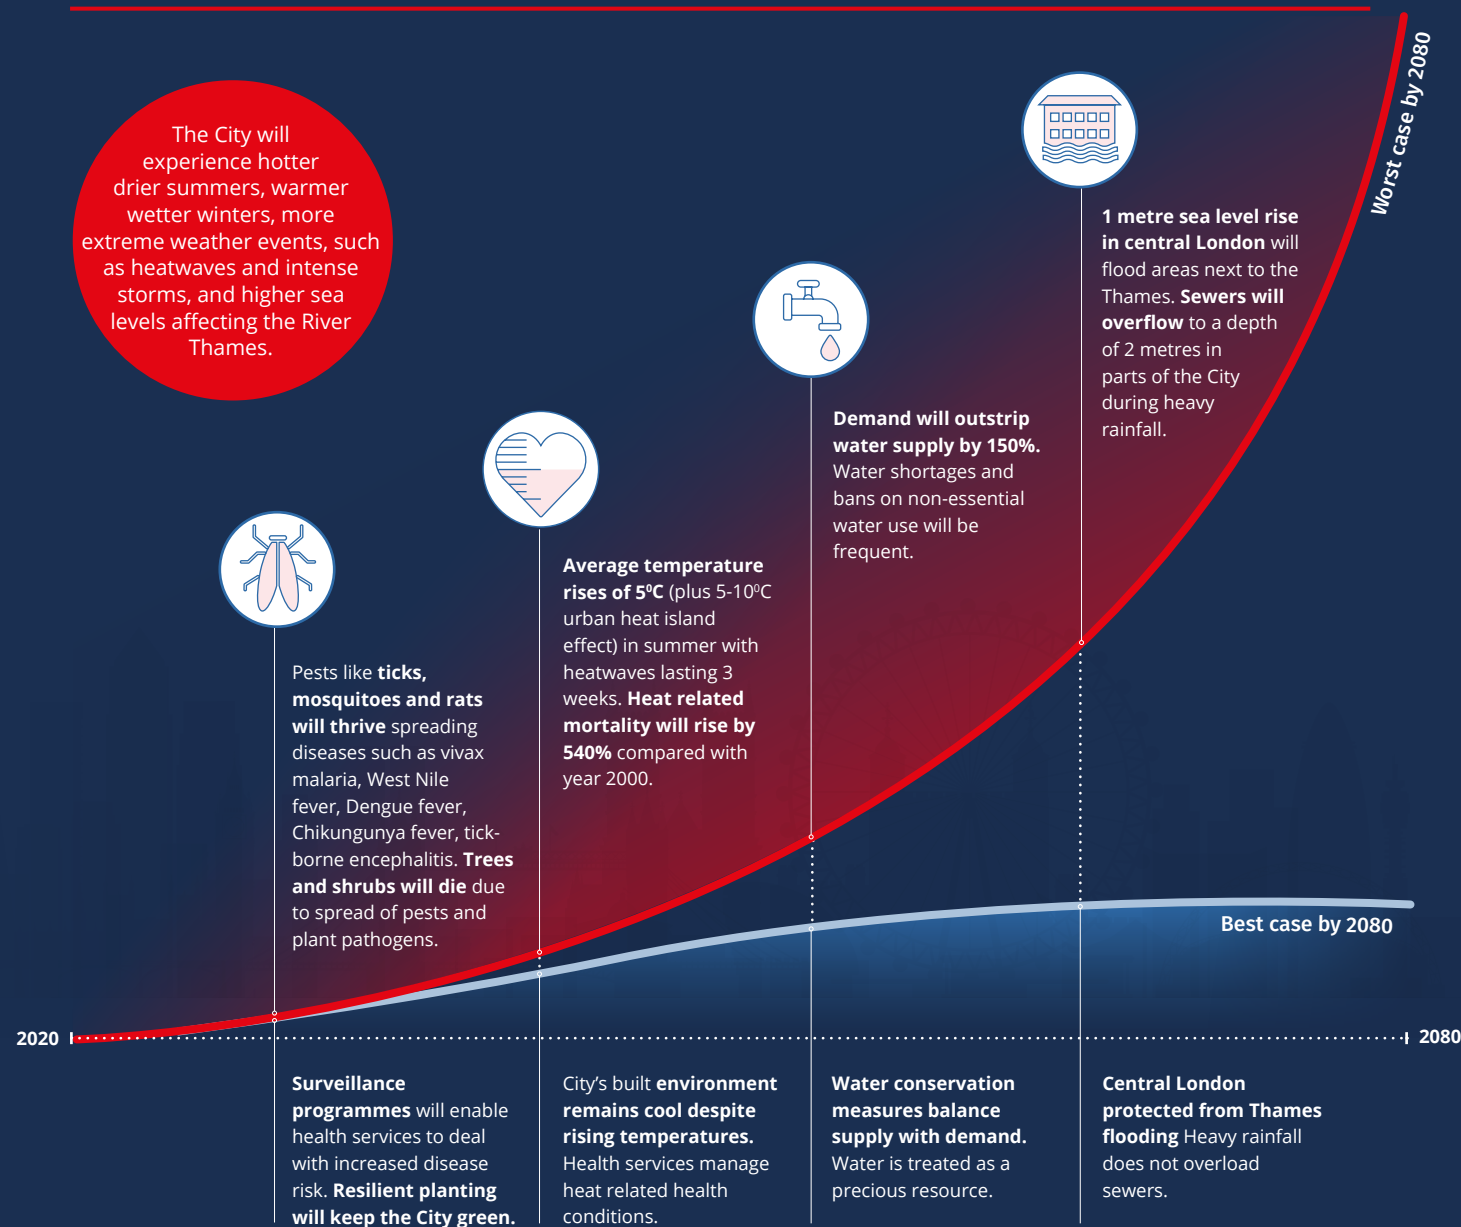 The City will
experience hotter
drier summers, warmer
wetter winters, more
extreme weather events, such
as heatwaves and intense
storms, and higher sea
levels affecting the River
Thames.
Worst case by 2080
1 metre sea level rise
in central London will
flood areas next to the
Thames. Sewers will
overflow to a depth
of 2 metres in
parts of the City
during heavy
rainfall.
Demand will outstrip
water supply by 150%.
Water shortages and
bans on non-essential
water use will be
frequent.
Average temperature
rises of 5⁰C (plus 5-10⁰C
urban heat island
effect) in summer with
heatwaves lasting 3
weeks. Heat related
mortality will rise by
540% compared with
year 2000.
Pests like ticks,
mosquitoes and rats
will thrive spreading
diseases such as vivax
malaria, West Nile
fever, Dengue fever,
Chikungunya fever, tick-
borne encephalitis. Trees
and shrubs will die due
to spread of pests and
plant pathogens.
Best case by 2080
2020
2080
Surveillance
programmes will enable
health services to deal
with increased disease
risk. Resilient planting
will keep the City green.
City’s built environment
remains cool despite
rising temperatures.
Health services manage
heat related health
conditions.
Water conservation
measures balance
supply with demand.
Water is treated as a
precious resource.
Central London
protected from Thames
flooding Heavy rainfall
does not overload
sewers.